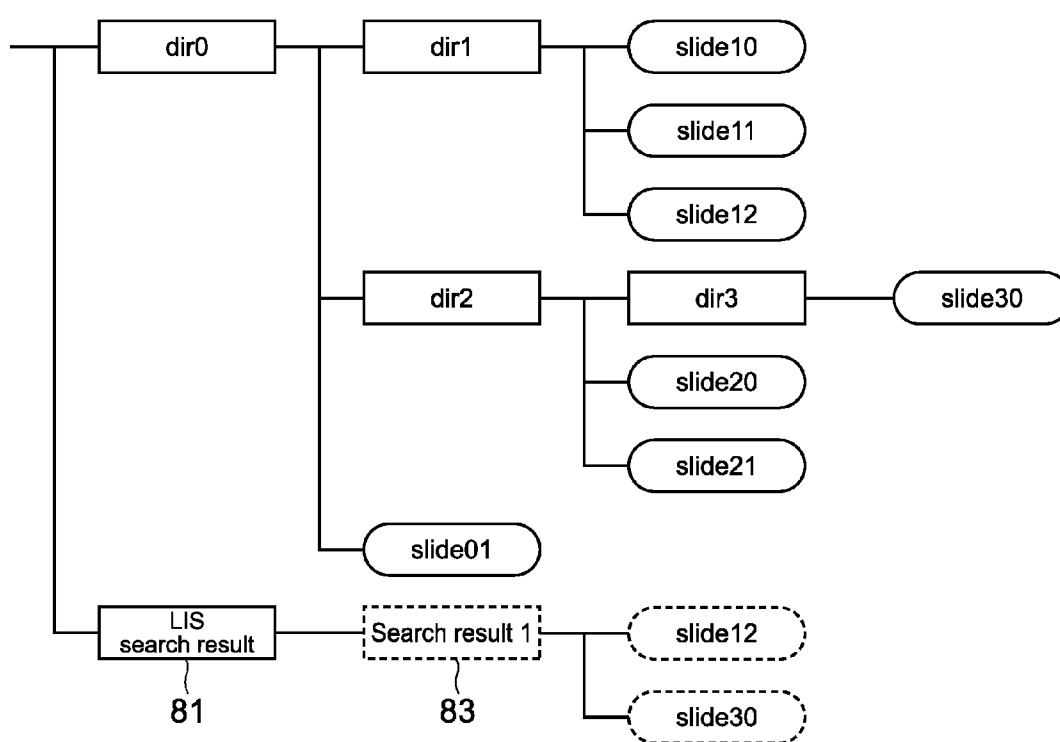 dir0
dir1
slide10
slide11
slide12
dir2
dir3
slide30
slide20
slide21
slide01
LIS
search result
Search result 1
slide12
81
83
slide30